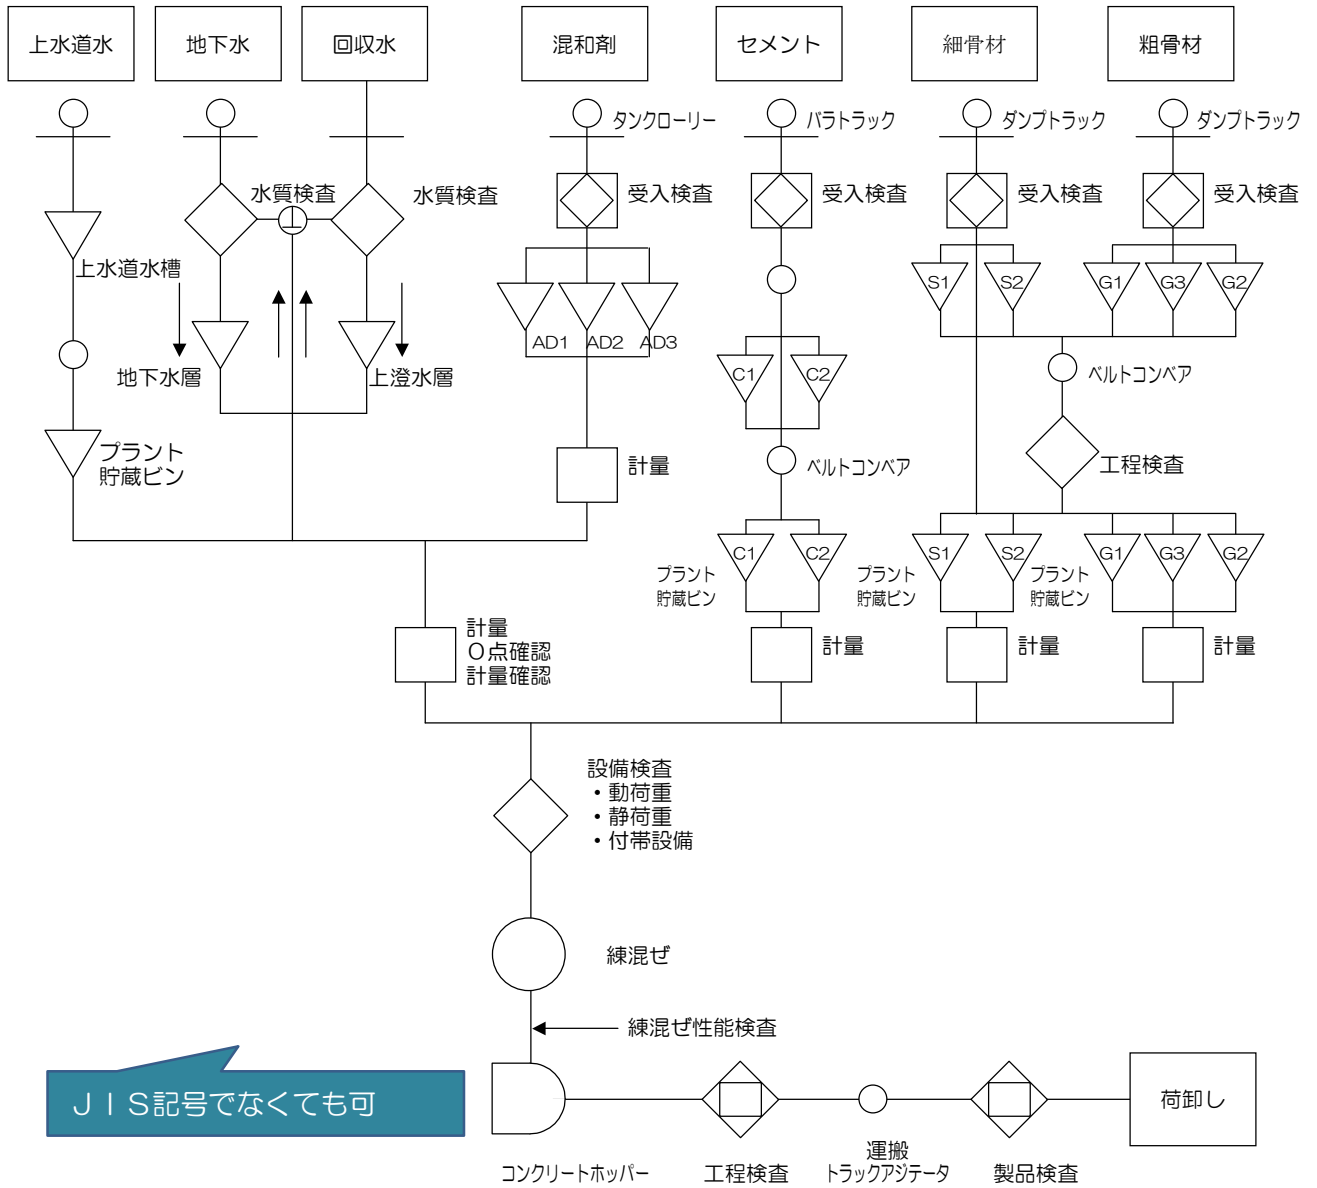 上水道水
地下水
回収水
混和剤
セメント
細骨材
粗骨材
タンクローリー
バラトラック
ダンプトラック
ダンプトラック
水質検査
水質検査
受入検査
受入検査
受入検査
受入検査
上水道水槽
S1
S2
G1
G3
G2
AD1
AD2
AD3
地下水層
上澄水層
C1
C2
ベルトコンベア
プラント
貯蔵ビン
計量
ベルトコンベア
工程検査
C1
C2
S1
S2
G1
G3
G2
プラント
貯蔵ビン
プラント
貯蔵ビン
プラント
貯蔵ビン
計量
0点確認
計量確認
計量
計量
計量
設備検査
・動荷重
・静荷重
・付帯設備
練混ぜ
練混ぜ性能検査
JIS記号でなくても可
荷卸し
コンクリートホッパー
工程検査
運搬
トラックアジテータ
製品検査